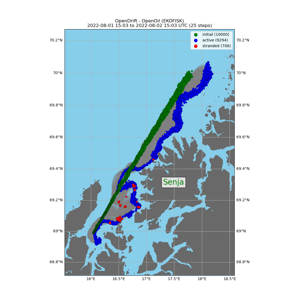 OpenDrift - OpenOil (EKOFISK)
2022-08-01 15:03 to 2022-08-02 15:03 UTC (25 steps)
initial (10000)
active (9294)
stranded (706)
70.2°N
70.2°N
70°N
70°N
69.8°N
69.8°N
69.6°N
69.6°N
69.4°N
69.4°N
Senja
69.2°N
69.2°N
69°N
69°N
68.8°N
68.8°N
16°E
16.5°E
17°E
17.5°E
18°E
18.5°E